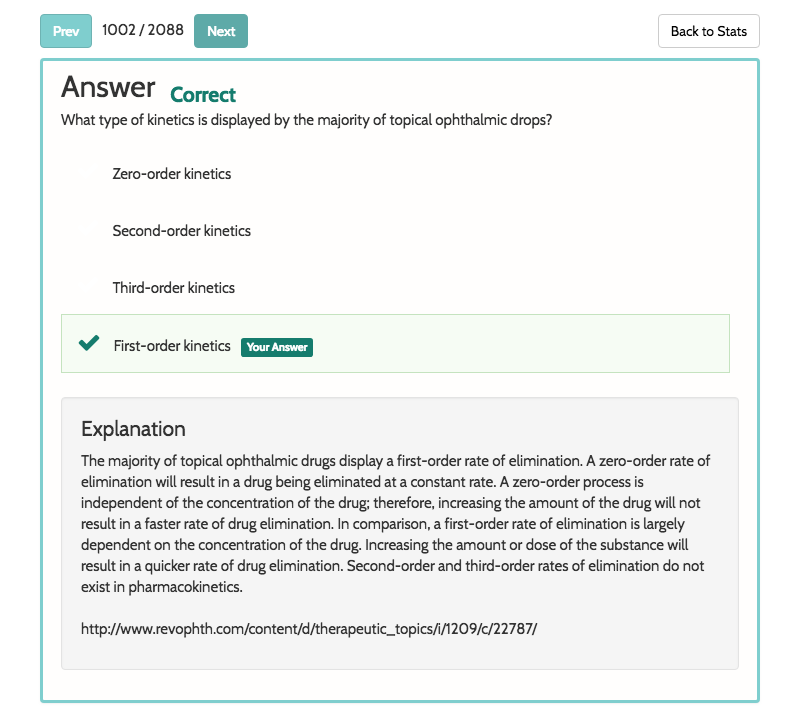 Prev 1002 / 2088 Next Back to Stats
Answer Correct
What type of kinetics is displayed by the majority of topical ophthalmic drops?
Zero-order kinetics
Second-order kinetics
Third-order kinetics
First-order kinetics Your Answer
Explanation
The majority of topical ophthalmic drugs display a first-order rate of elimination. A zero-order rate of
elimination will result in a drug being eliminated at a constant rate. A zero-order process is
independent of the concentration of the drug; therefore, increasing the amount of the drug will not
result in a faster rate of drug elimination. In comparison, a first-order rate of elimination is largely
dependent on the concentration of the drug. Increasing the amount or dose of the substance will
result in a quicker rate of drug elimination. Second-order and third-order rates of elimination do not
exist in pharmacokinetics.
http://www.revophth.com/content/d/therapeutic_topics/i/1209/c/22787/